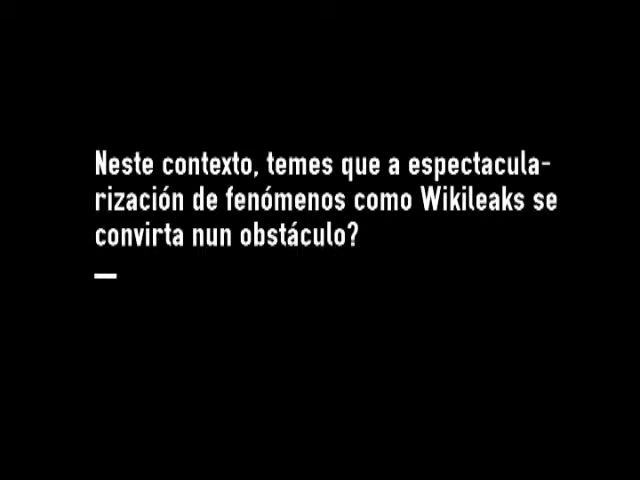 Neste contexto, temes que a espectacula-
rización de fenómenos como Wikileaks se
convirta nun obstáculo?